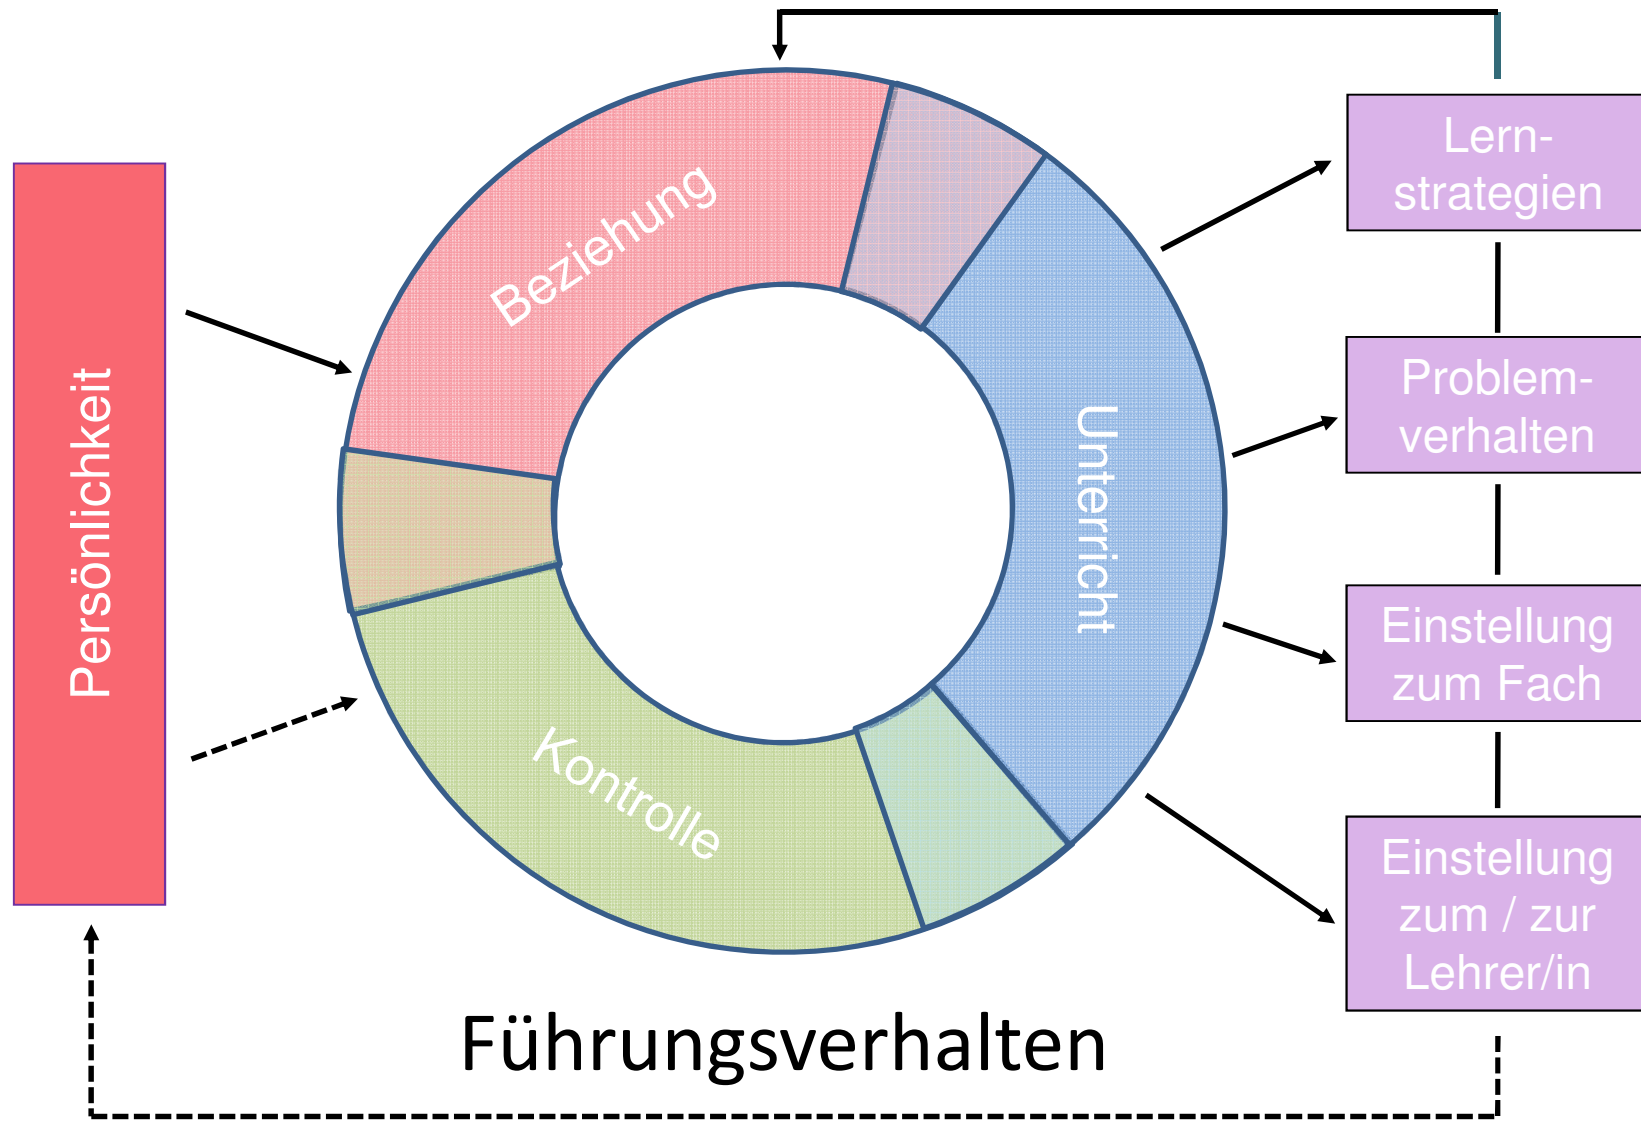 Persönlichkeit
Beziehung
Unterricht
Kontrolle
Lern-
strategien
Problem-
verhalten
Einstellung
zum Fach
Einstellung
zum / zur
Lehrer/in
Führungsverhalten